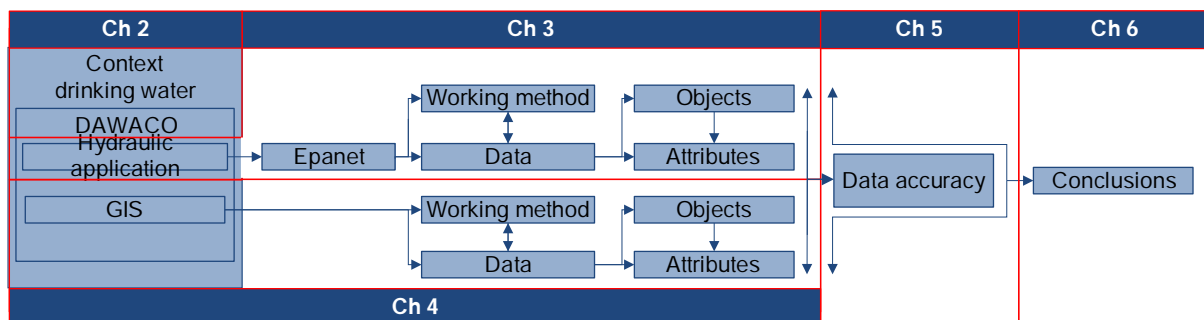 Ch 2
Ch 3
Ch 5
Ch 6
Context
drinking water
DAWACO
Hydraulic
application
Epanet
Working method
Data
Objects
Attributes
GIS
Working method
Data
Objects
Attributes
Data accuracy
Conclusions
Ch 4